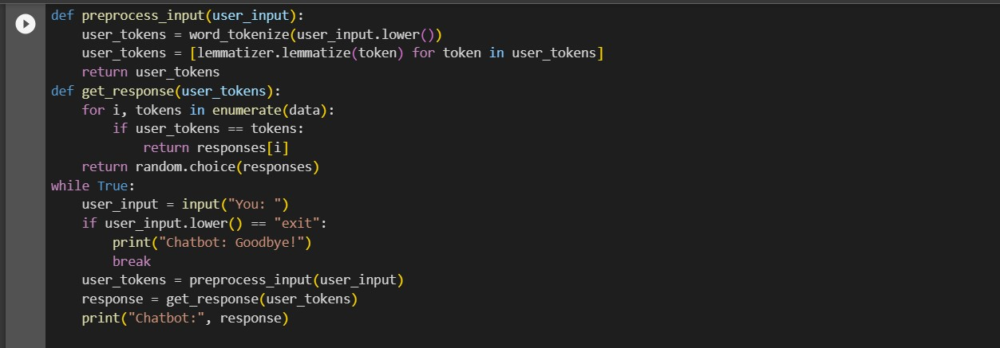 def preprocess_input(user_input):
    user_tokens = word_tokenize(user_input.lower())
    user_tokens = [lemmatizer.lemmatize(token) for token in user_tokens]
    return user_tokens
def get_response(user_tokens):
    for i, tokens in enumerate(data):
        if user_tokens == tokens:
            return responses[i]
    return random.choice(responses)
while True:
    user_input = input("You: ")
    if user_input.lower() == "exit":
        print("Chatbot: Goodbye!")
        break
    user_tokens = preprocess_input(user_input)
    response = get_response(user_tokens)
    print("Chatbot:", response)